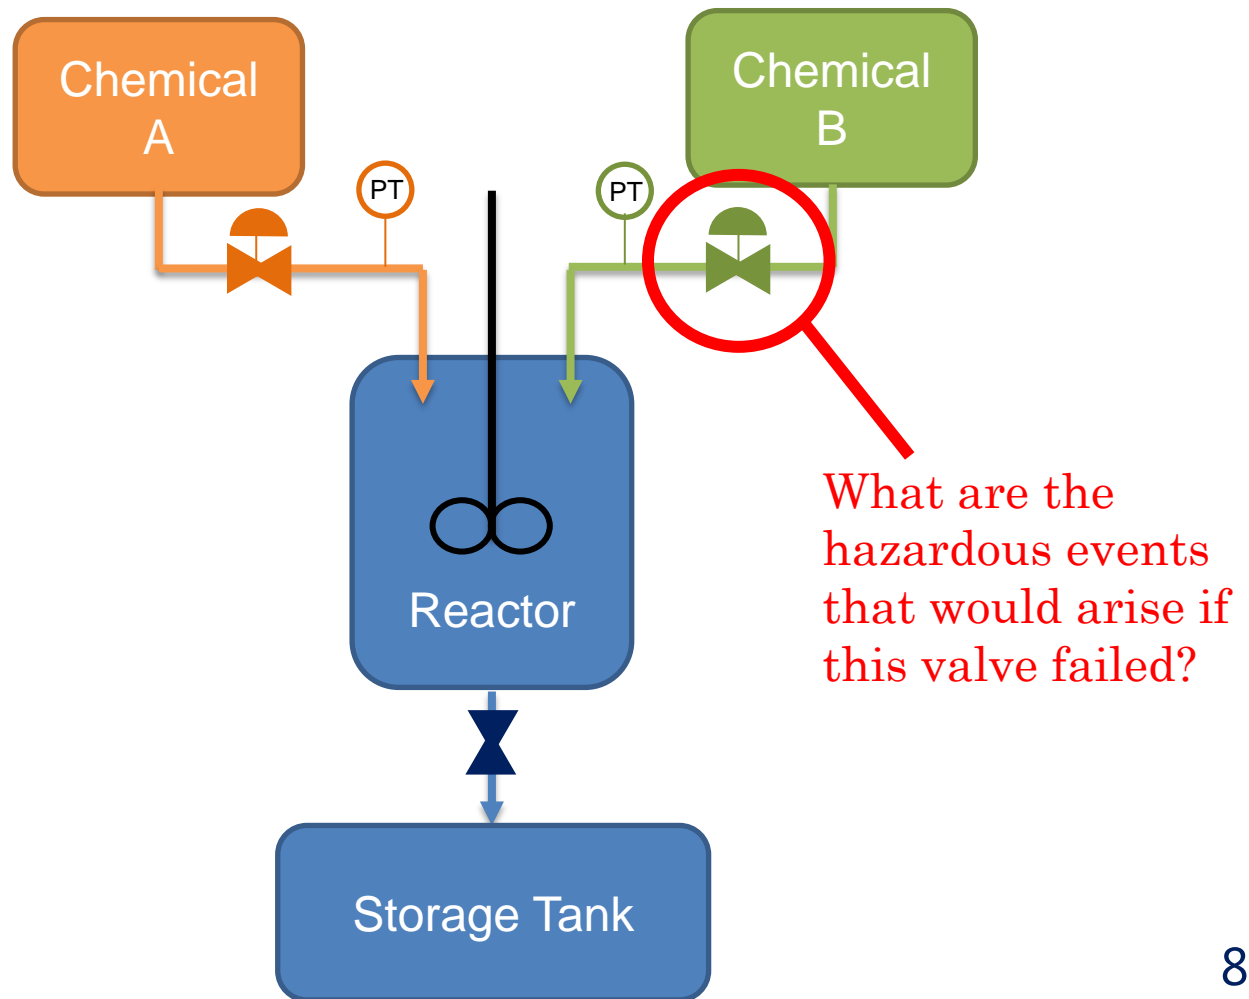 Chemical
A
Chemical
B
PT
PT
What are the
hazardous events
that would arise if
this valve failed?
Reactor
Storage Tank
8